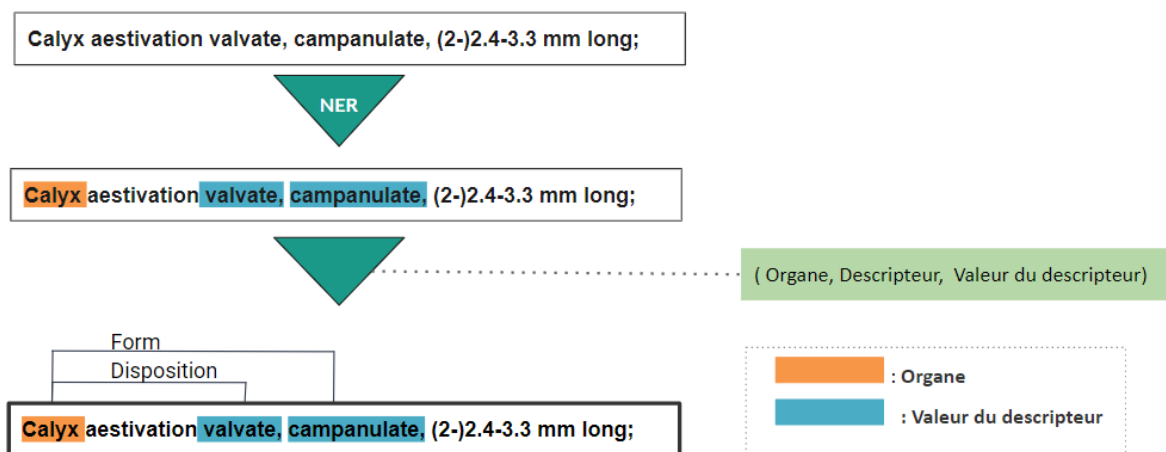 Calyx aestivation valvate, campanulate, (2-)2.4-3.3 mm long;
NER
Calyx aestivation valvate, campanulate, (2-)2.4-3.3 mm long;
( Organe, Descripteur, Valeur du descripteur)
Form
Disposition
Calyx aestivation valvate, campanulate, (2-)2.4-3.3 mm long;
: Organe
: Valeur du descripteur